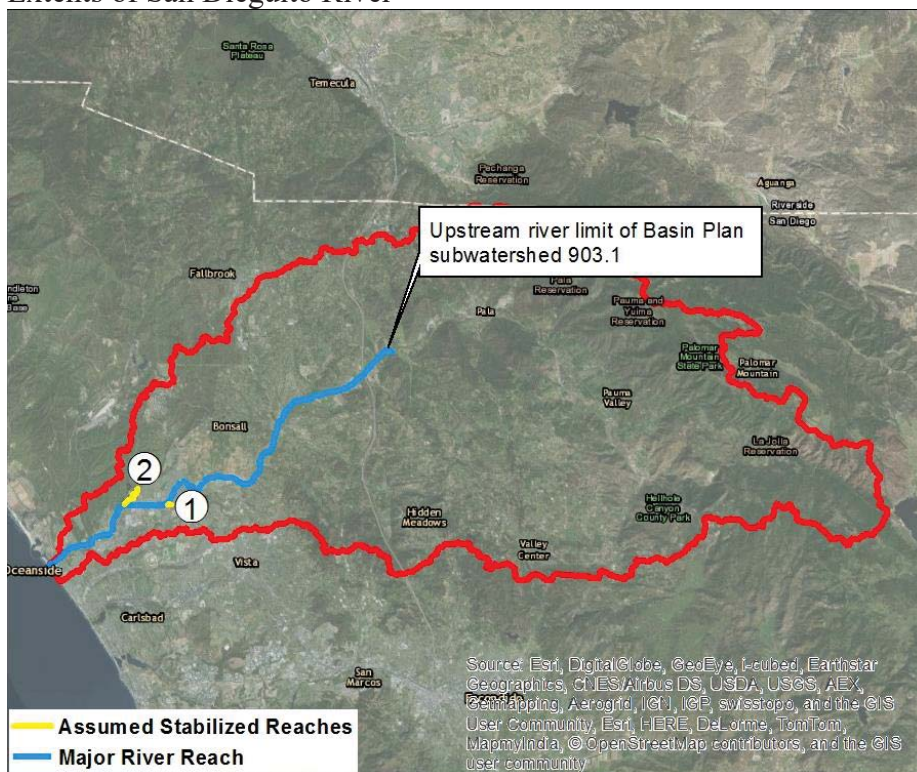 Extents of San Dieguito River
Santa Rosa
Plateau
Temecula
Pechanga
Reservation
Aguanga
Riverside
San Diego
Upstream river limit of Basin Plan
subwatershed 903.1
Fallbrook
ndleton
ne
Base
Pala
Reservation
Pala
Pauma and
Yuima
Reservation
Palomar
Mountain
State Park
Palomar
Mountain
Pauma
Valley
Bonsall
La Jolla
Reservation
2
1
Hidden
Meadows
Hellhole
Canyon
County Park
Valley
Center
Vista
Oceanside
Carlsbad
San
Marcos
Escondido
Source: Esri, DigitalGlobe, GeoEye, i-cubed, Earthstar
Geographics, CNES/Airbus DS, USDA, USGS, AEX,
Getmapping, Aerogrid, IGN, IGP, swisstopo, and the GIS
User Community, Esri, HERE, DeLorme, TomTom,
MapmyIndia, © OpenStreetMap contributors, and the GIS
user community
Assumed Stabilized Reaches
Major River Reach